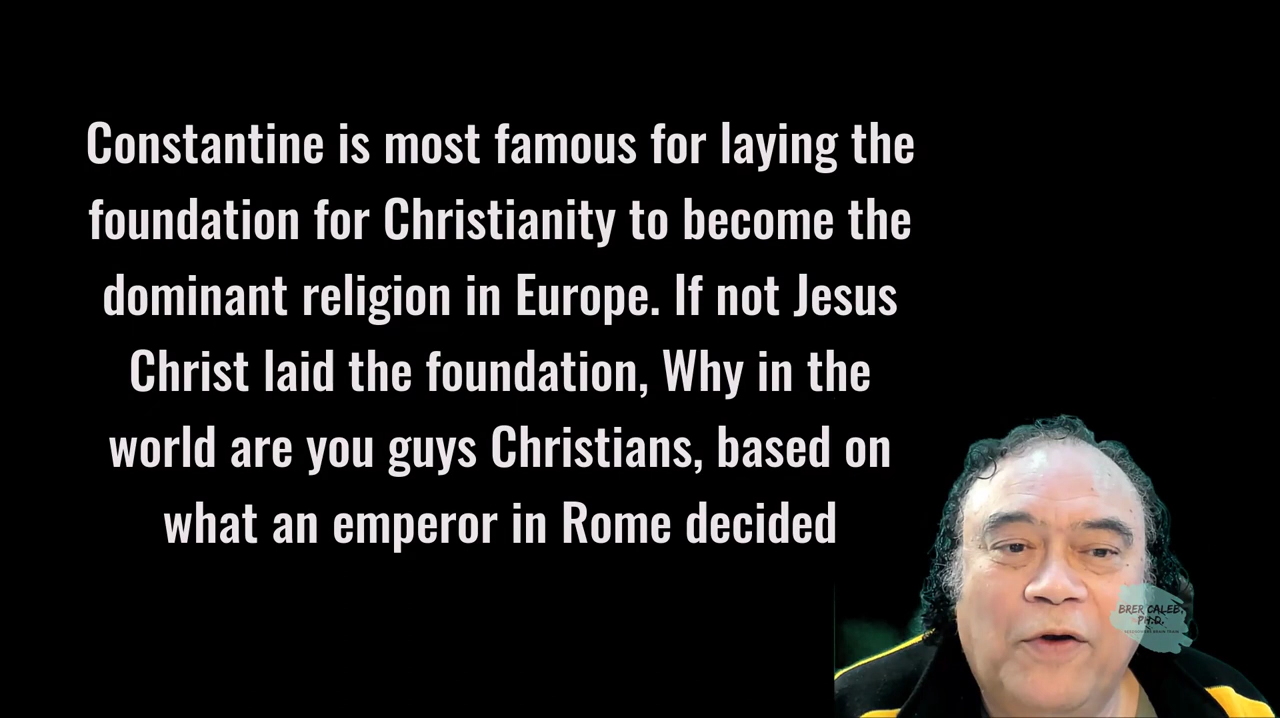 Constantine is most famous for laying the
foundation for Christianity to become the
dominant religion in Europe. If not Jesus
Christ laid the foundation, Why in the
world are you guys Christians, based on
what an emperor in Rome decided
BRER CALEB,
PH.D.